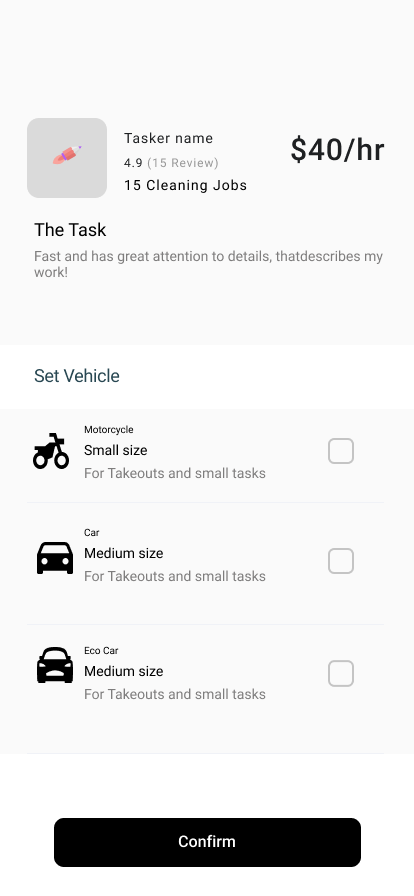 Tasker name
$40/hr
4.9 (15 Review)
15 Cleaning Jobs
The Task
Fast and has great attention to details, thatdescribes my
work!
Set Vehicle
Motorcycle
Small size
For Takeouts and small tasks
Car
Medium size
For Takeouts and small tasks
Eco Car
Medium size
For Takeouts and small tasks
Confirm